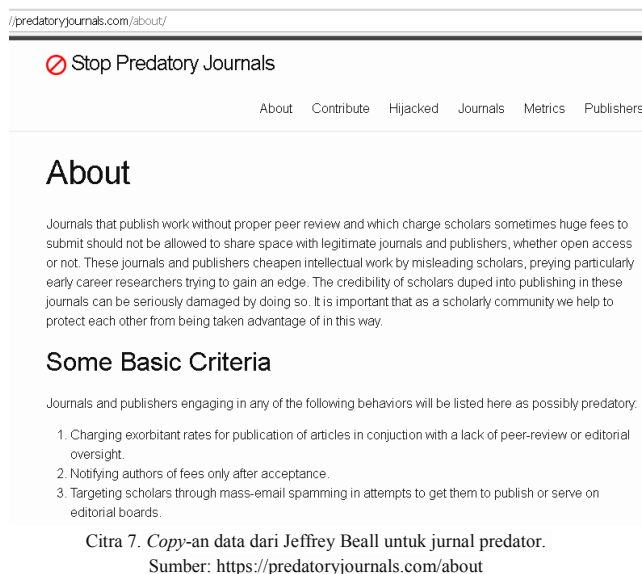 //predatoryjournals.com/about/
Stop Predatory Journals
About Contribute Hijacked Journals Metrics Publishers
About
Journals that publish work without proper peer review and which charge scholars sometimes huge fees to
submit should not be allowed to share space with legitimate journals and publishers, whether open access
or not. These journals and publishers cheapen intellectual work by misleading scholars, preying particularly
early career researchers trying to gain an edge. The credibility of scholars duped into publishing in these
journals can be seriously damaged by doing so. It is important that as a scholarly community we help to
protect each other from being taken advantage of in this way.
Some Basic Criteria
Journals and publishers engaging in any of the following behaviors will be listed here as possibly predatory:
1. Charging exorbitant rates for publication of articles in conjuction with a lack of peer-review or editorial
oversight.
2. Notifying authors of fees only after acceptance.
3. Targeting scholars through mass-email spamming in attempts to get them to publish or serve on
editorial boards.
Citra 7. Copy-an data dari Jeffrey Beall untuk jurnal predator.
Sumber: https://predatoryjournals.com/about